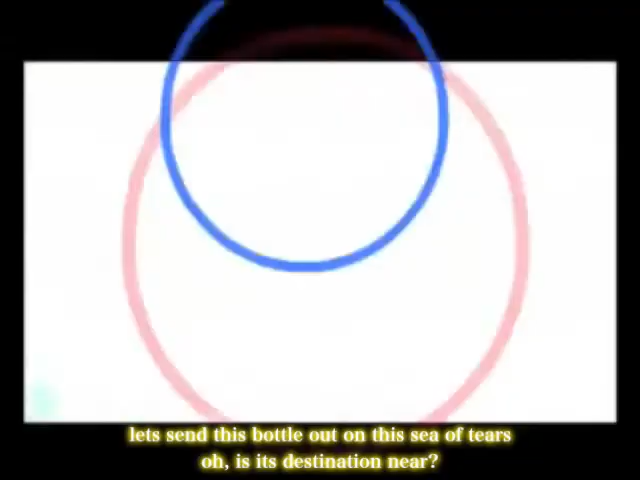 lets send this bottle out on this sea of tears
oh, is its destination near?